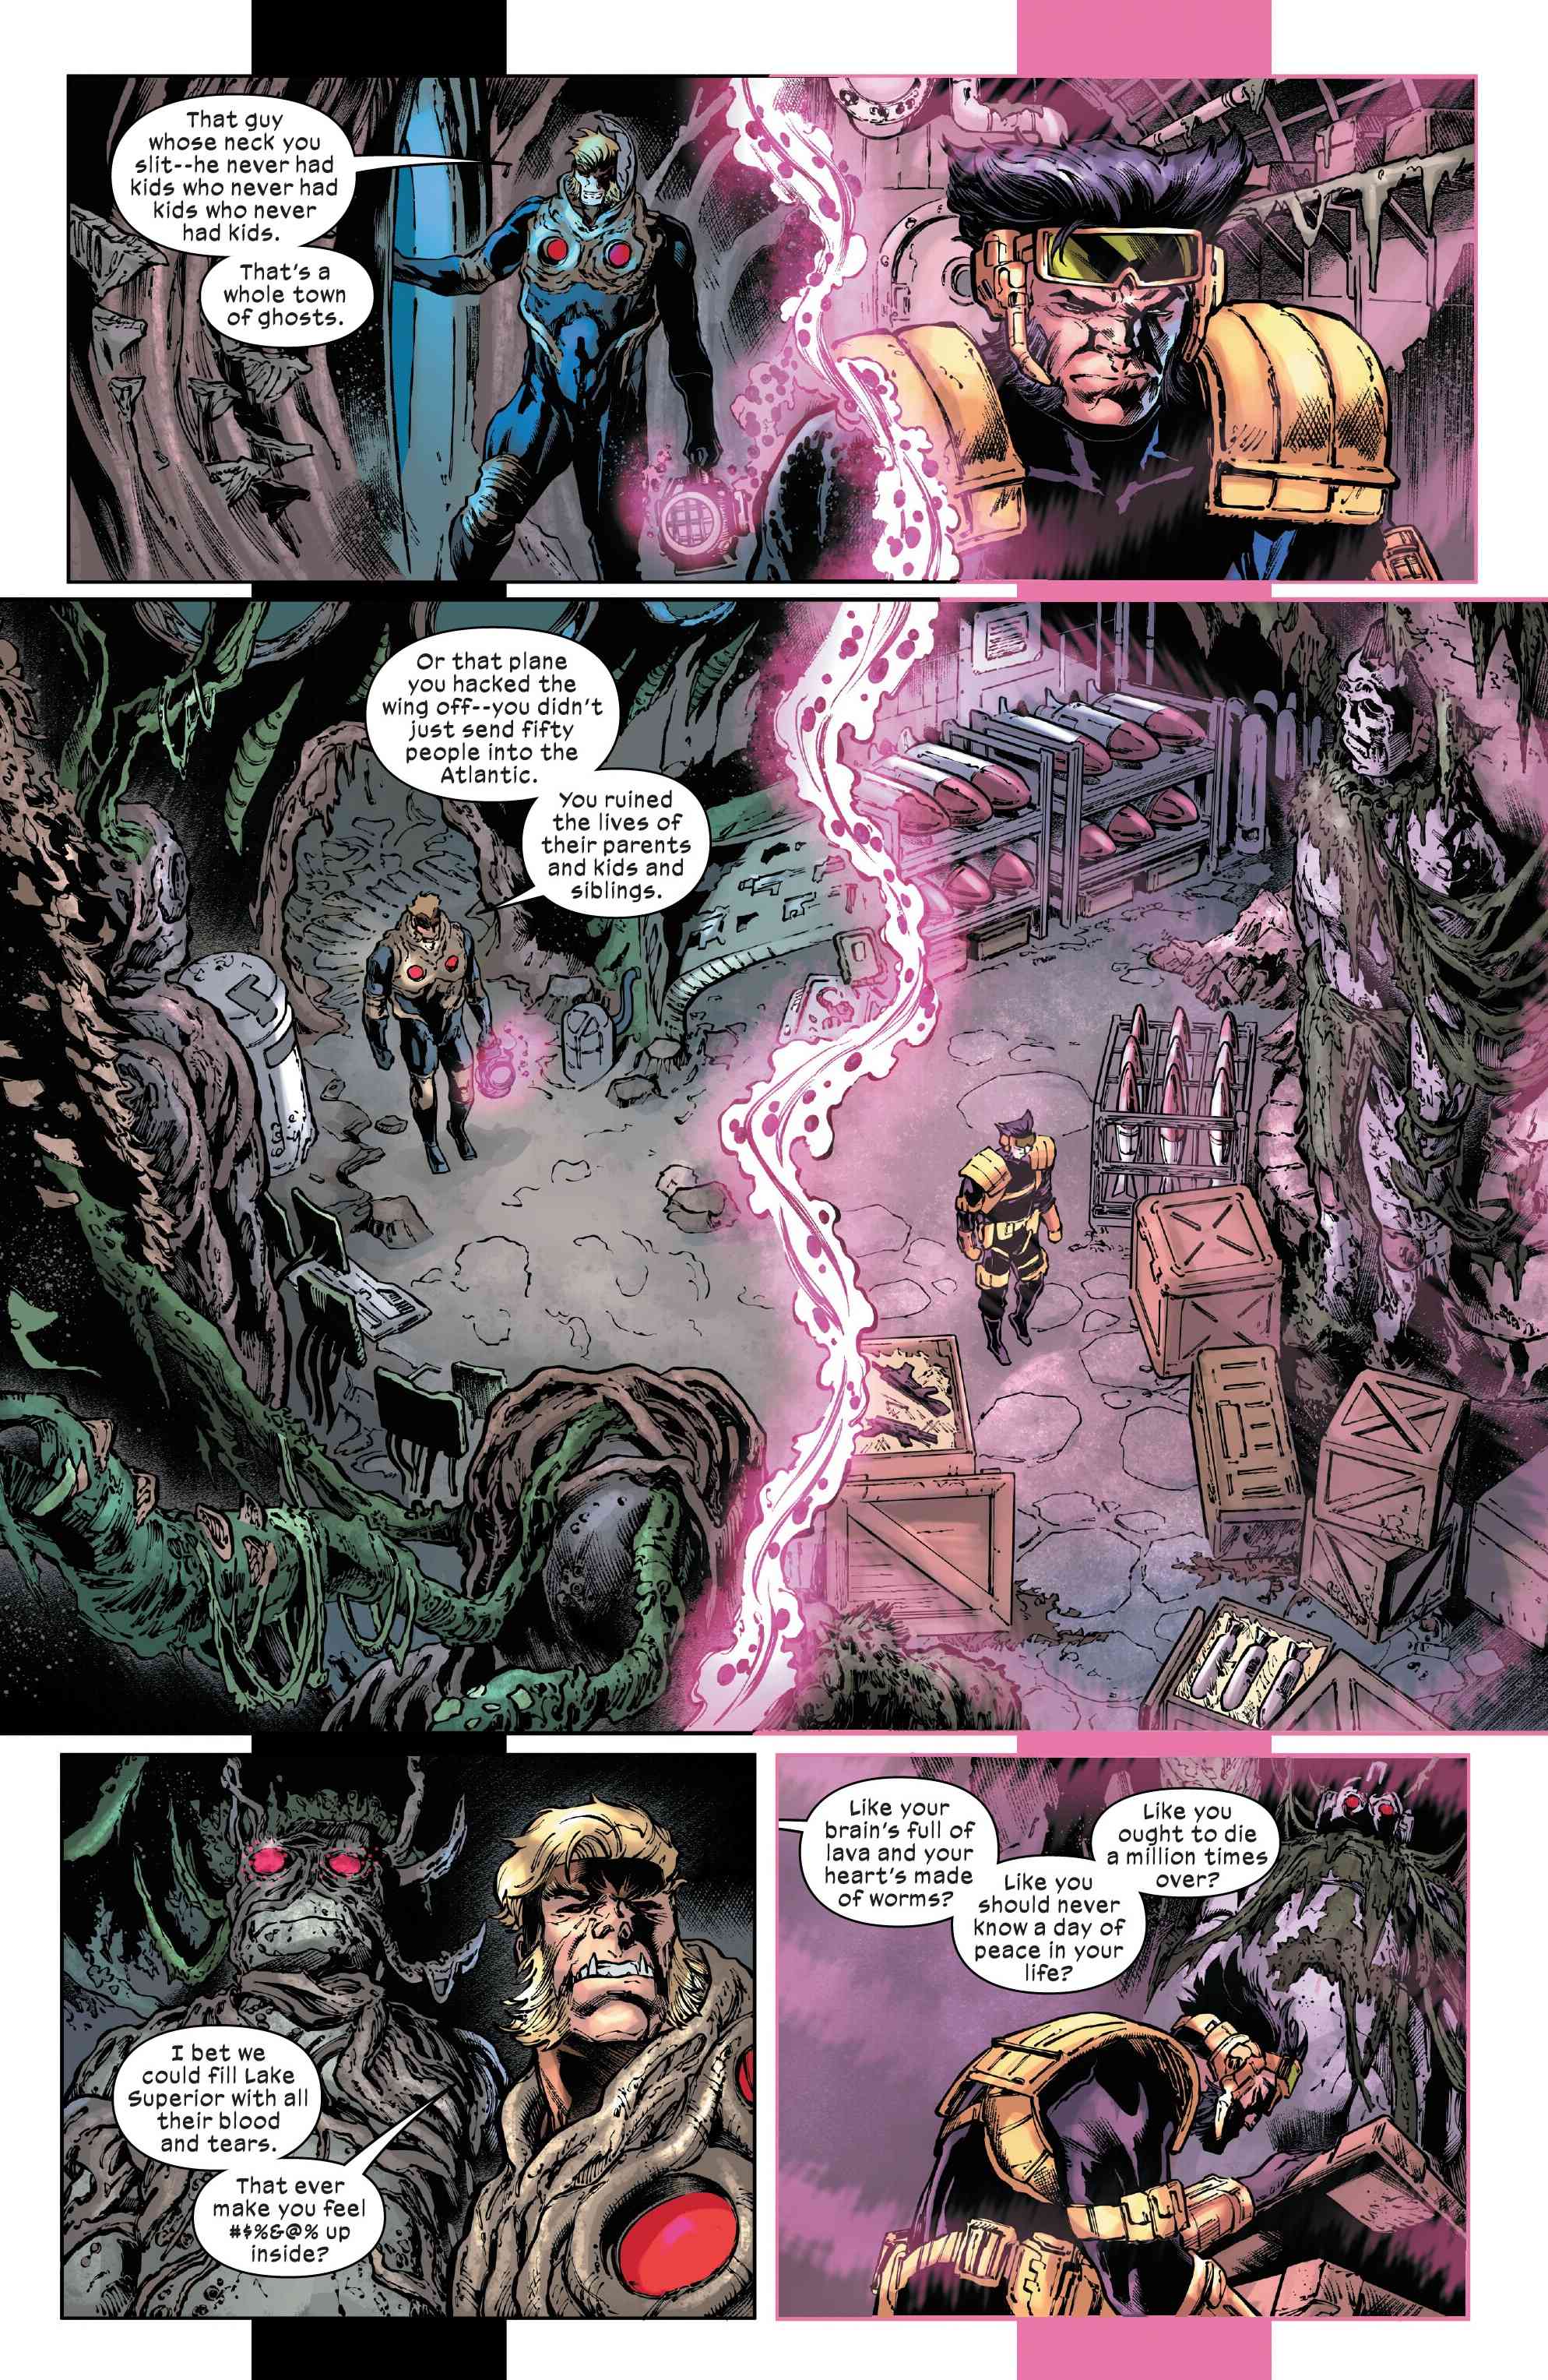 That guy
whose neck you
slit--he never had
kids who never had
kids who never
had kids.
That's a
whole town
of ghosts.
Or that plane
you hacked the
wing off--you didn't
just send fifty
people into the
Atlantic.
You ruined
the lives of
their parents
and kids and
siblings.
I bet we
could fill Lake
Superior with all
their blood
and tears.
That ever
make you feel
#$%&@% up
inside?
Like your
brain's full of
lava and your
heart's made
of worms?
Like you
should never
know a day of
peace in your
life?
Like you
ought to die
a million times
over?